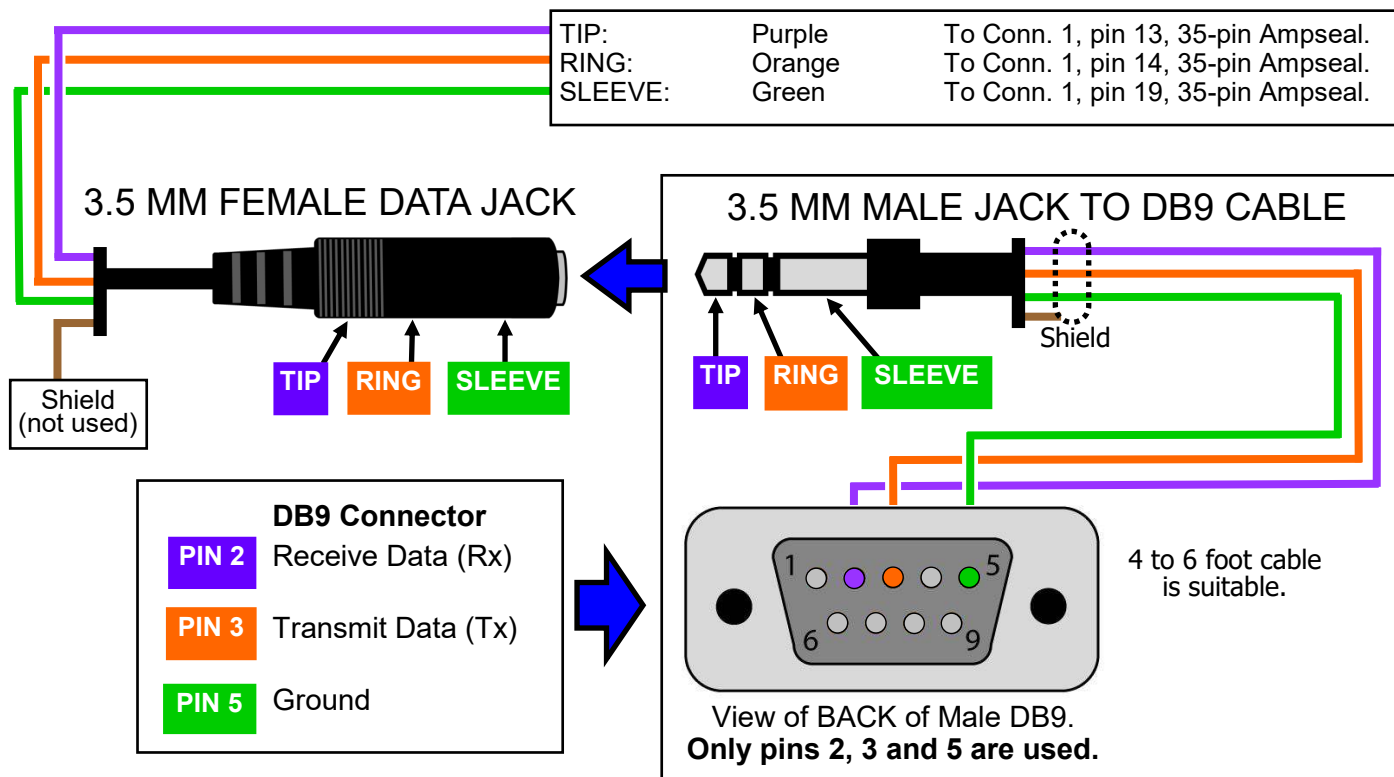 TIP: Purple To Conn. 1, pin 13, 35-pin Ampseal.
RING: Orange To Conn. 1, pin 14, 35-pin Ampseal.
SLEEVE: Green To Conn. 1, pin 19, 35-pin Ampseal.
3.5 MM FEMALE DATA JACK
TIP
RING
SLEEVE
Shield
(not used)
3.5 MM MALE JACK TO DB9 CABLE
Shield
TIP
RING
SLEEVE
DB9 Connector
PIN 2 Receive Data (Rx)
PIN 3 Transmit Data (Tx)
PIN 5 Ground
1
5
6
9
4 to 6 foot cable
is suitable.
View of BACK of Male DB9.
Only pins 2, 3 and 5 are used.